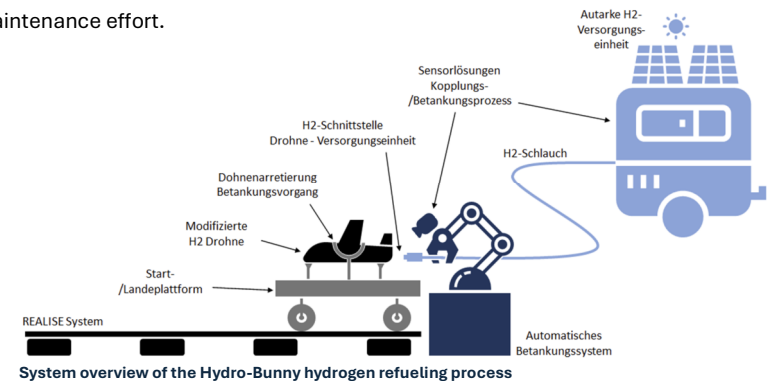 aintenance effort.
Autarke H2-
Versorgungs-
einheit
Sensorlösungen
Kopplungs-
/Betankungsprozess
H2-Schnittstelle
Drohne - Versorgungseinheit
H2-Schlauch
Dohnenarretierung
Betankungsvorgang
Modifizierte
H2 Drohne
Start-
/Landeplattform
REALISE System
Automatisches
Betankungssystem
System overview of the Hydro-Bunny hydrogen refueling process